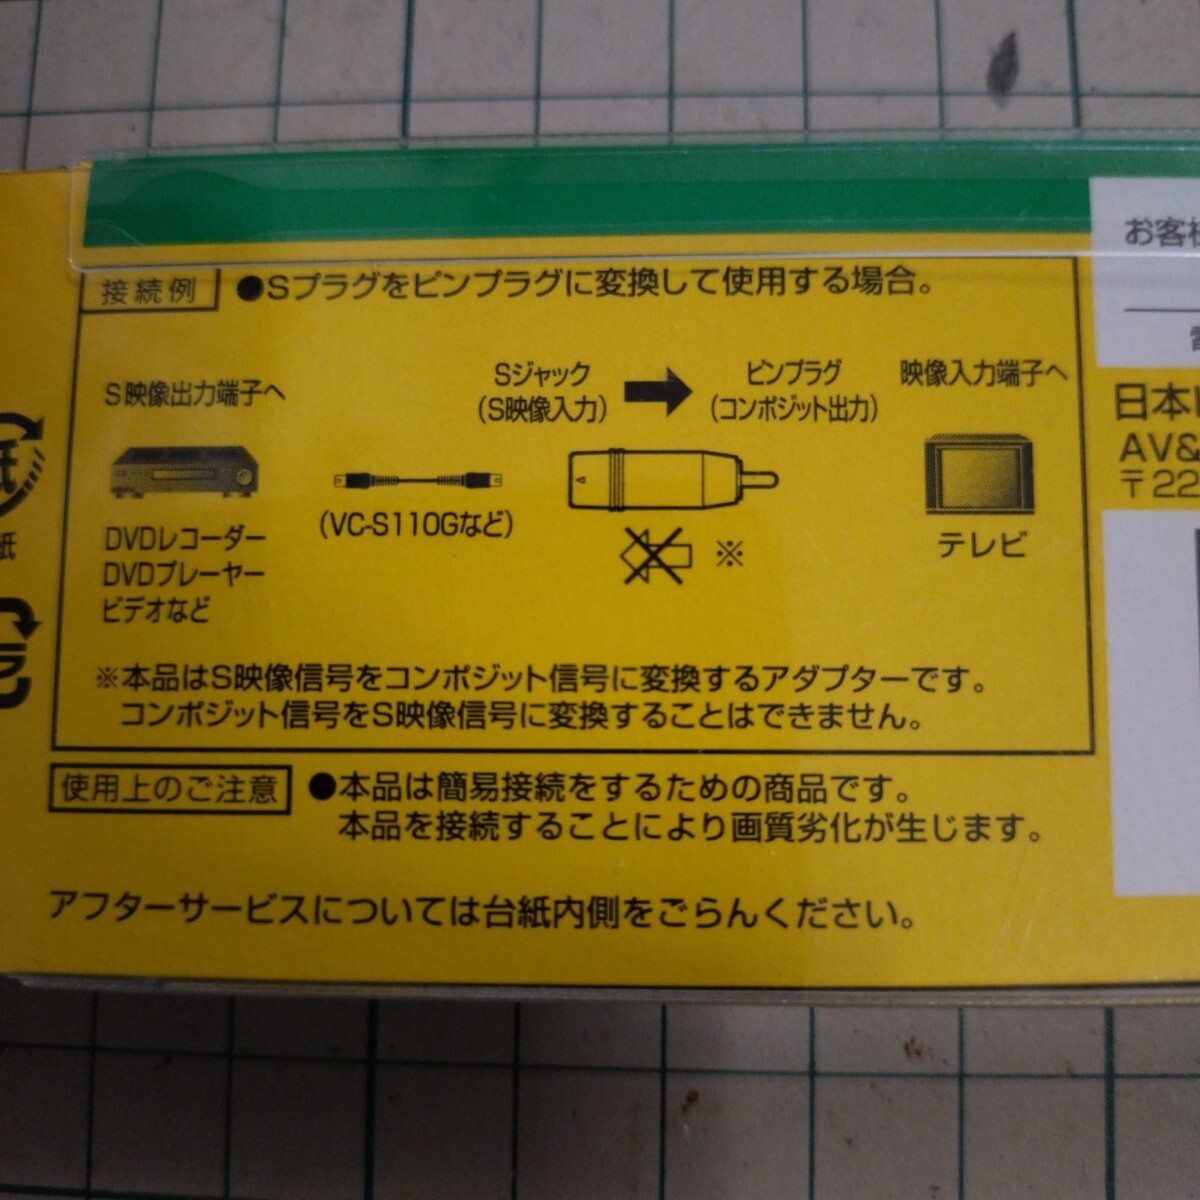 接続例
●Sプラグをピンプラグに変換して使用する場合。
S映像出力端子へ
Sジャック
(S映像入力)
ピンプラグ
(コンポジット出力)
映像入力端子へ
DVDレコーダー
DVDプレーヤー
ビデオなど
(VC-S110Gなど)
※
テレビ
※本品はS映像信号をコンポジット信号に変換するアダプターです。
コンポジット信号をS映像信号に変換することはできません。
使用上のご注意
●本品は簡易接続をするための商品です。
本品を接続することにより画質劣化が生じます。
アフターサービスについては台紙内側をごらんください。
紙
紙
お客様
日本
AV&
〒22